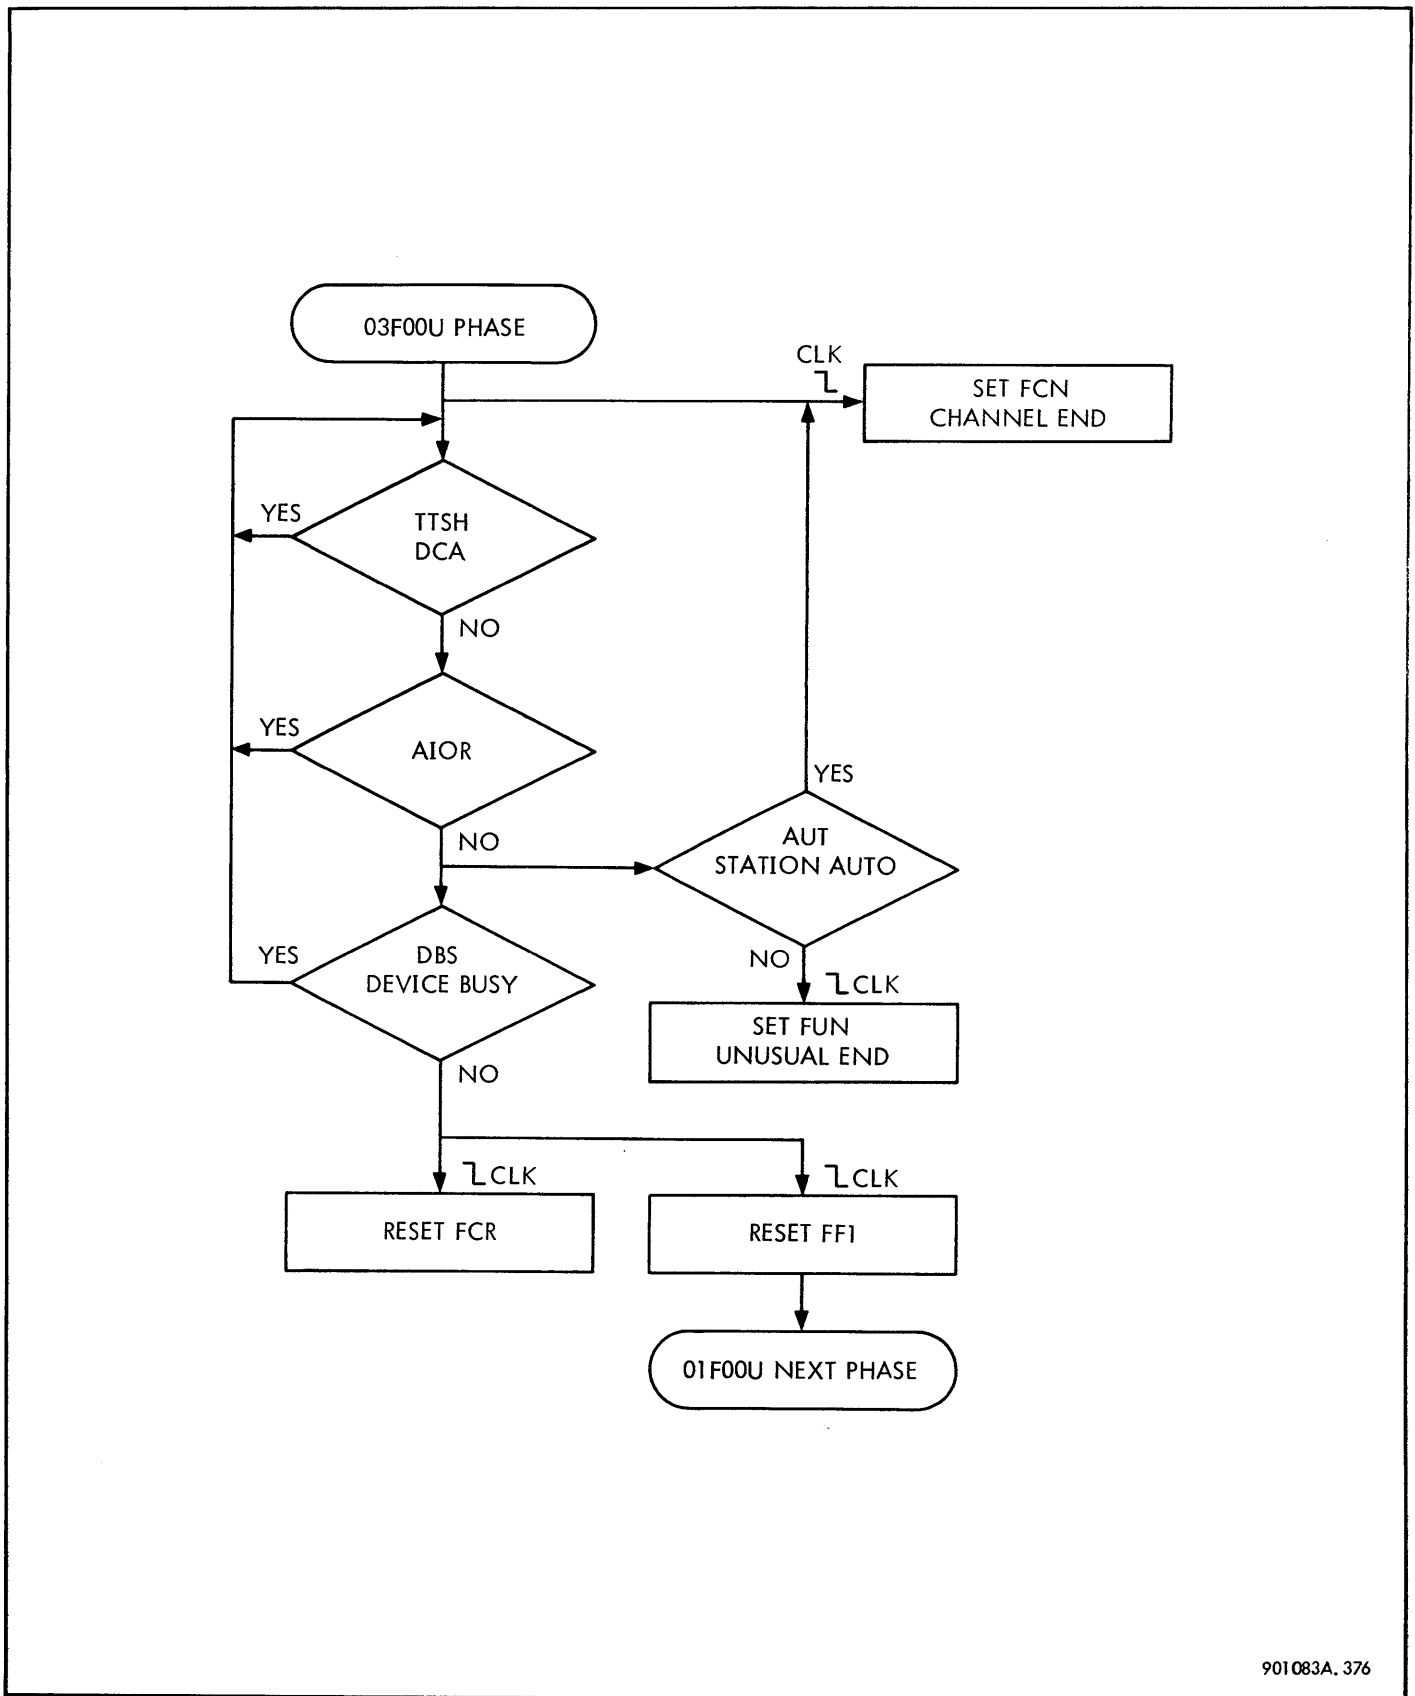 03F00U PHASE
CLK
SET FCN
CHANNEL END
YES
TTSH
DCA
NO
YES
AIOR
NO
YES
AUT
STATION AUTO
YES
DBS
DEVICE BUSY
NO
CLK
SET FUN
UNUSUAL END
NO
CLK
CLK
RESET FCR
RESET FF1
01F00U NEXT PHASE
901083A. 376